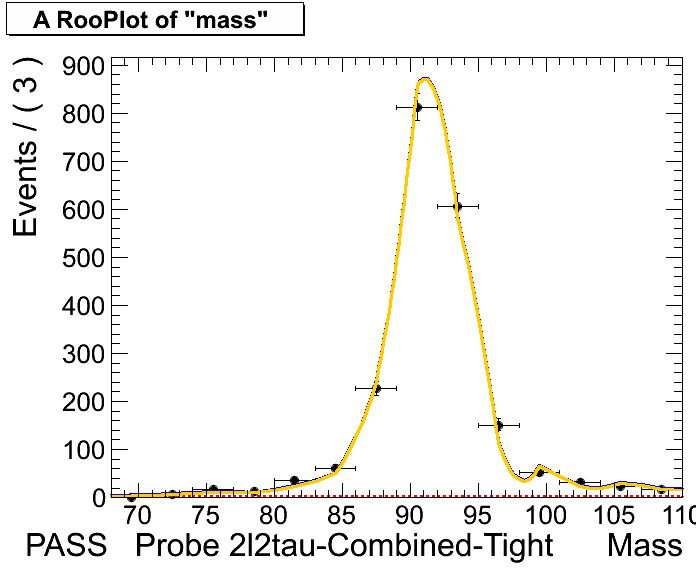 A RooPlot of "mass"
Events / ( 3 )
900
800
700
600
500
400
300
200
100
0
70 75 80 85 90 95 100 105 110
PASS Probe 2l2tau-Combined-Tight Mass